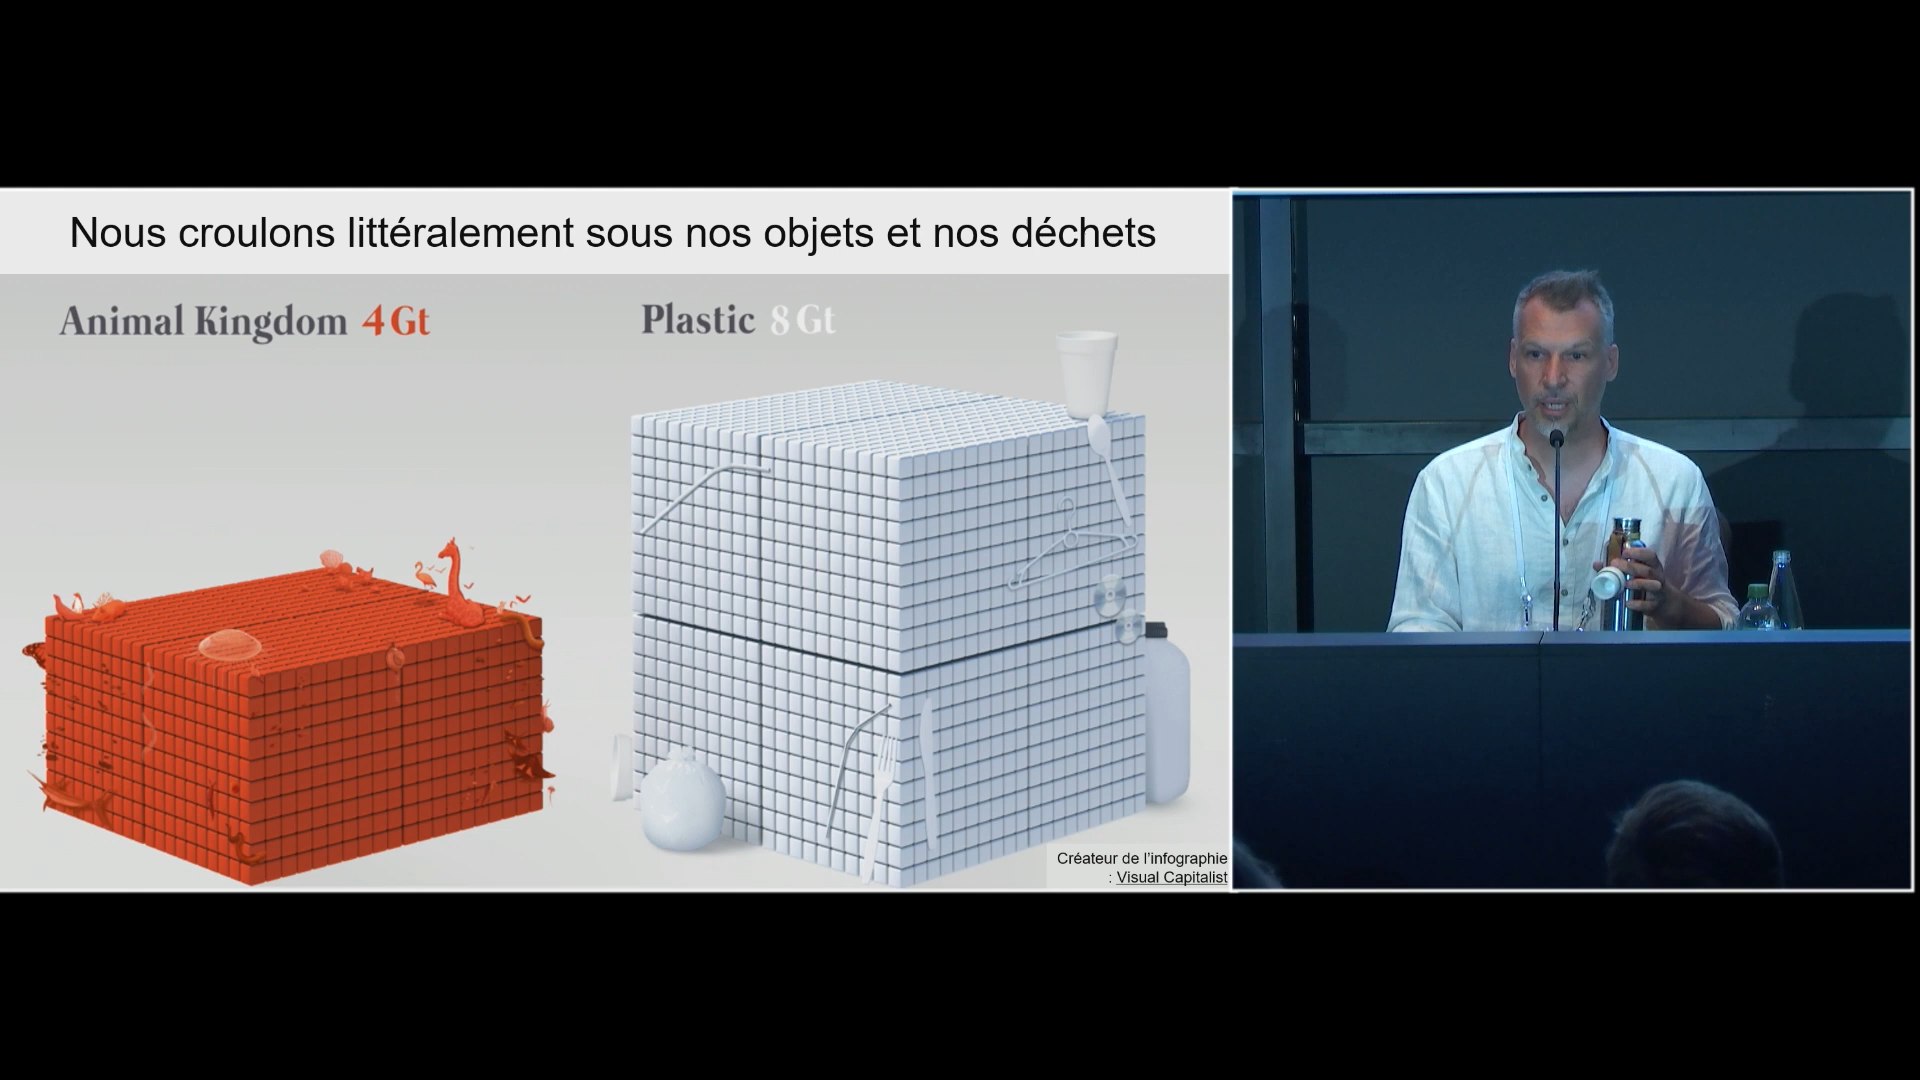 Nous croulons littéralement sous nos objets et nos déchets
Animal Kingdom 4 Gt
Plastic 8 Gt
Créateur de l'infographie
: Visual Capitalist